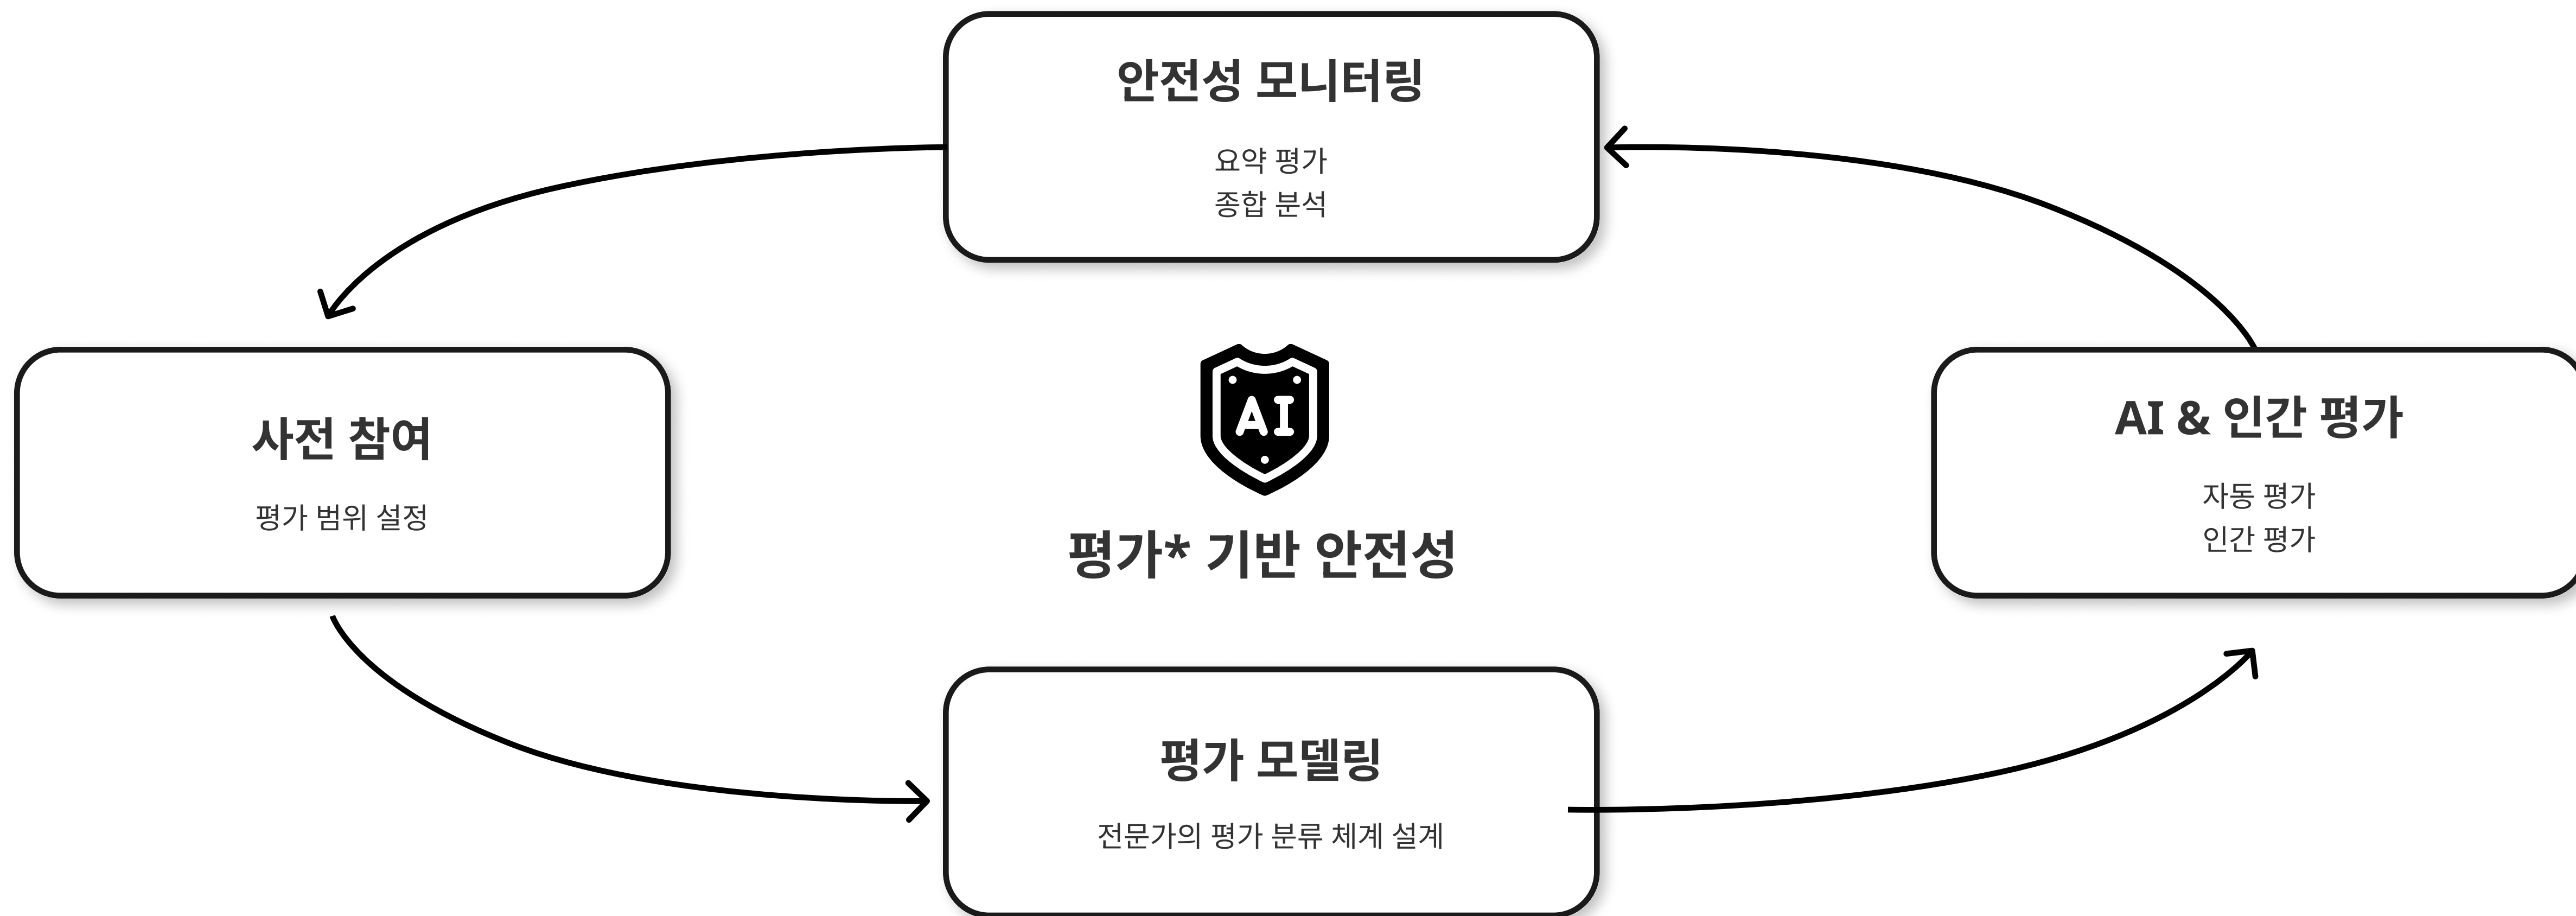 안전성 모니터링
요약 평가
종합 분석
사전 참여
평가 범위 설정
AI
평가* 기반 안전성
AI & 인간 평가
자동 평가
인간 평가
평가 모델링
전문가의 평가 분류 체계 설계